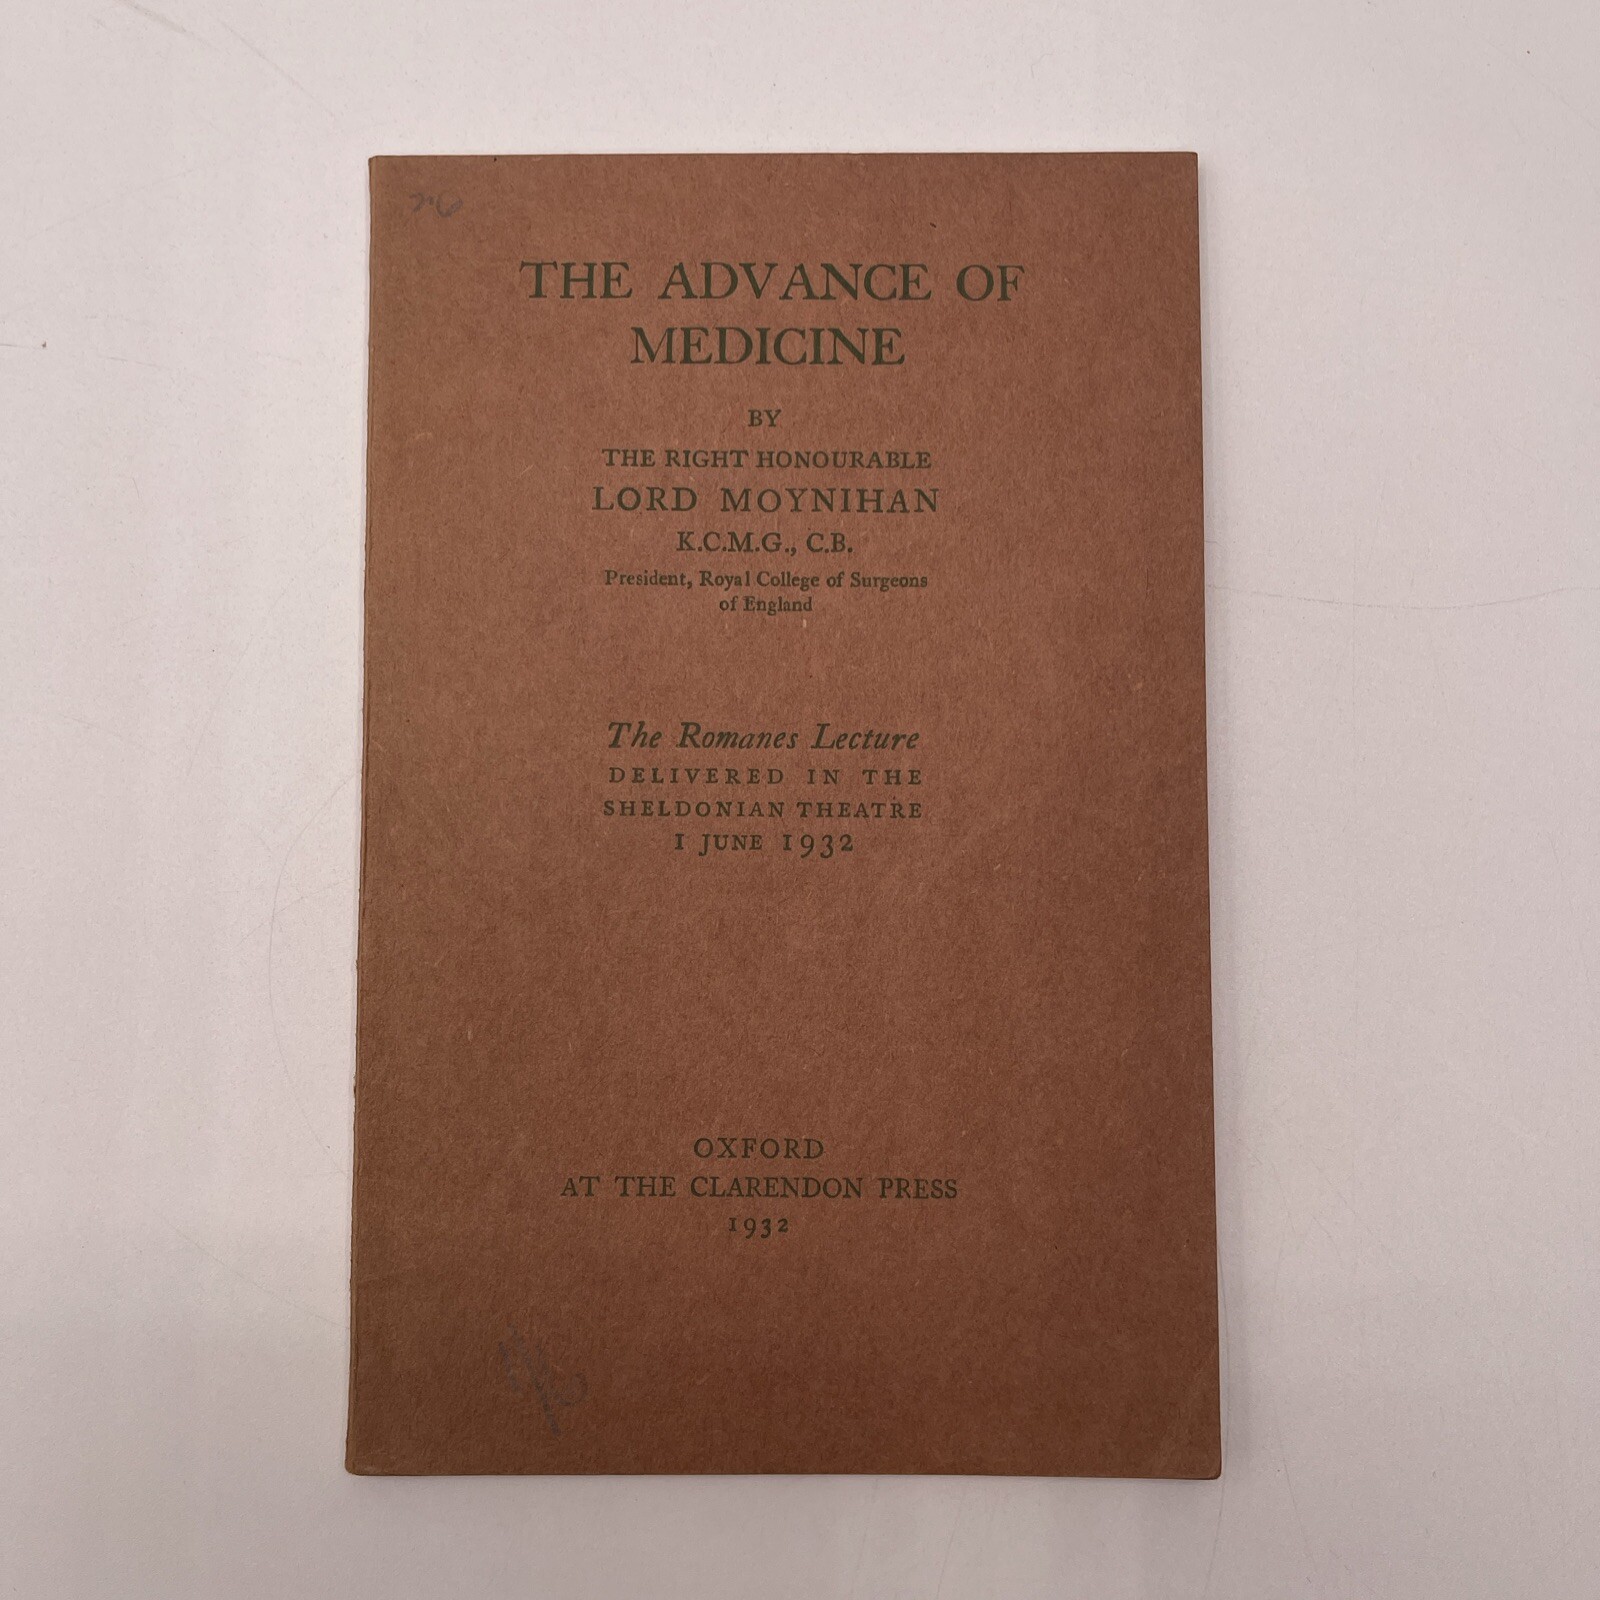 THE ADVANCE OF
MEDICINE
BY
THE RIGHT HONOURABLE
LORD MOYNIHAN
K.C.M.G., C.B.
President, Royal College of Surgeons
of England
The Romanes Lecture
DELIVERED IN THE
SHELDONIAN THEATRE
1 JUNE 1932
OXFORD
AT THE CLARENDON PRESS
1932